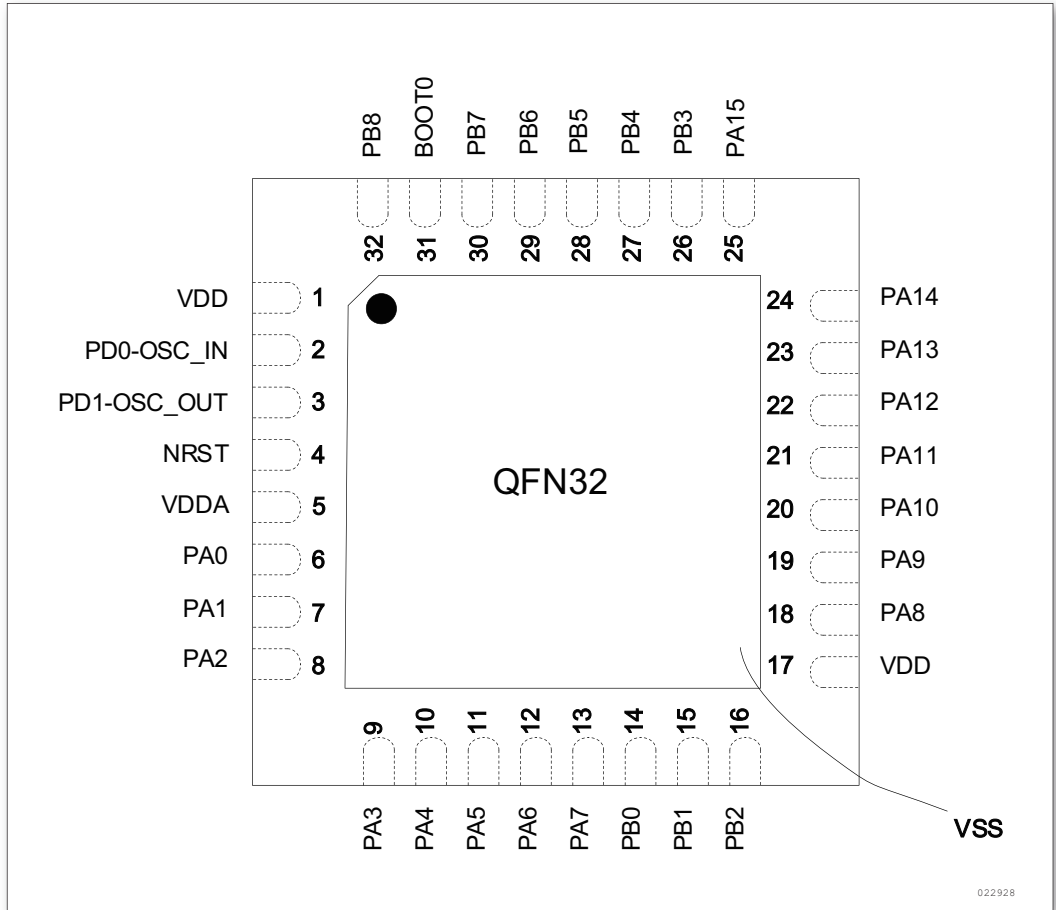 PB8
BOOT0
PB7
PB6
PB5
PB4
PB3
PA15
32
31
30
29
28
27
26
25
VDD 1
PD0-OSC_IN 2
PD1-OSC_OUT 3
NRST 4
VDDA 5
PA0 6
PA1 7
PA2 8
QFN32
24 PA14
23 PA13
22 PA12
21 PA11
20 PA10
19 PA9
18 PA8
17 VDD
9
10
11
12
13
14
15
16
PA3
PA4
PA5
PA6
PA7
PB0
PB1
PB2
VSS
022928